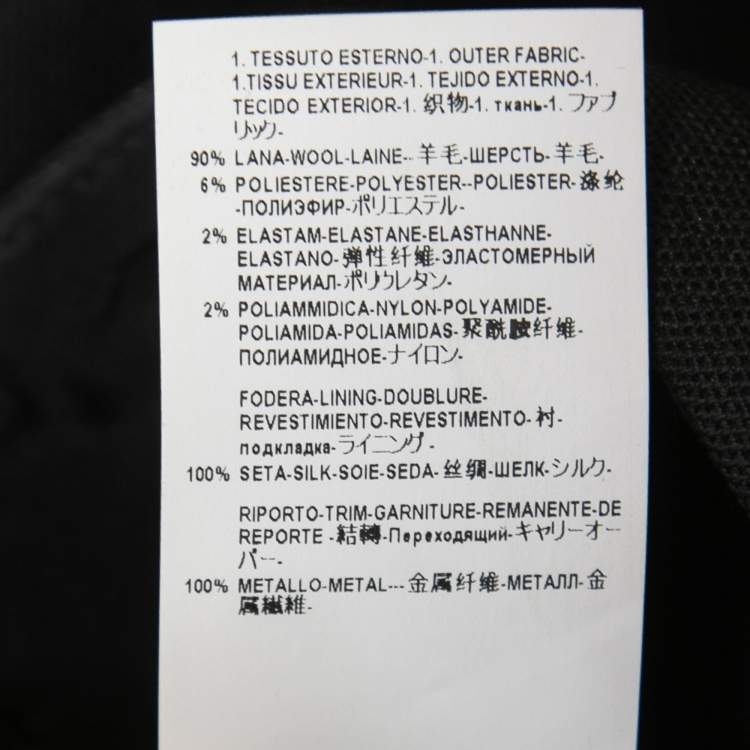 1. TESSUTO ESTERNO-1. OUTER FABRIC-
1.TISSU EXTERIEUR-1. TEJIDO EXTERNO-1.
TECIDO EXTERIOR-1. 织物-1. ткань-1. ファブ
リック-
90% LANA-WOOL-LAINE-- 羊毛-ШЕРСТЬ- 羊毛-
6% POLIESTERE-POLYESTER--POLIESTER- 涤纶
-ПОЛИЭФИР-ポリエステル-
2% ELASTAM-ELASTANE-ELASTHANNE-
ELASTANO- 弹性纤维-ЭЛАСТОМЕРНЫЙ
МАТЕРИАЛ-ポリウレタン-
2% POLIAMMIDICA-NYLON-POLYAMIDE-
POLIAMIDA-POLIAMIDAS- 聚酰胺纤维-
ПОЛИАМИДНОЕ-ナイロン-
FODERA-LINING-DOUBLURE-
REVESTIMIENTO-REVESTIMENTO- 衬-
подкладка-ライニング-
100% SETA-SILK-SOIE-SEDA- 丝绸-ШЕЛК-シルク-
RIPORTO-TRIM-GARNITURE-REMANENTE-DE
REPORTE -結轉-Переходящий-キャリーオー
バー-
100% METALLO-METAL--- 金属纤维-МЕТАЛЛ- 金
属繊維-